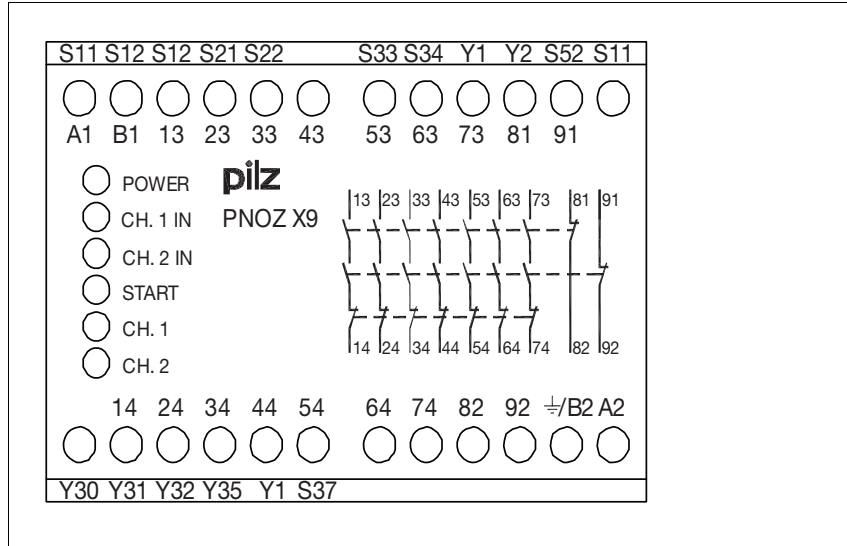 S11 S12 S12 S21 S22 S33 S34 Y1 Y2 S52 S11
A1 B1 13 23 33 43 53 63 73 81 91
POWER
pilz
CH. 1 IN
PNOZ X9
CH. 2 IN
START
CH. 1
CH. 2
13 23 33 43 53 63 73 81 91
14 24 34 44 54 64 74 82 92
14 24 34 44 54 64 74 82 92 ⏚/B2 A2
Y30 Y31 Y32 Y35 Y1 S37